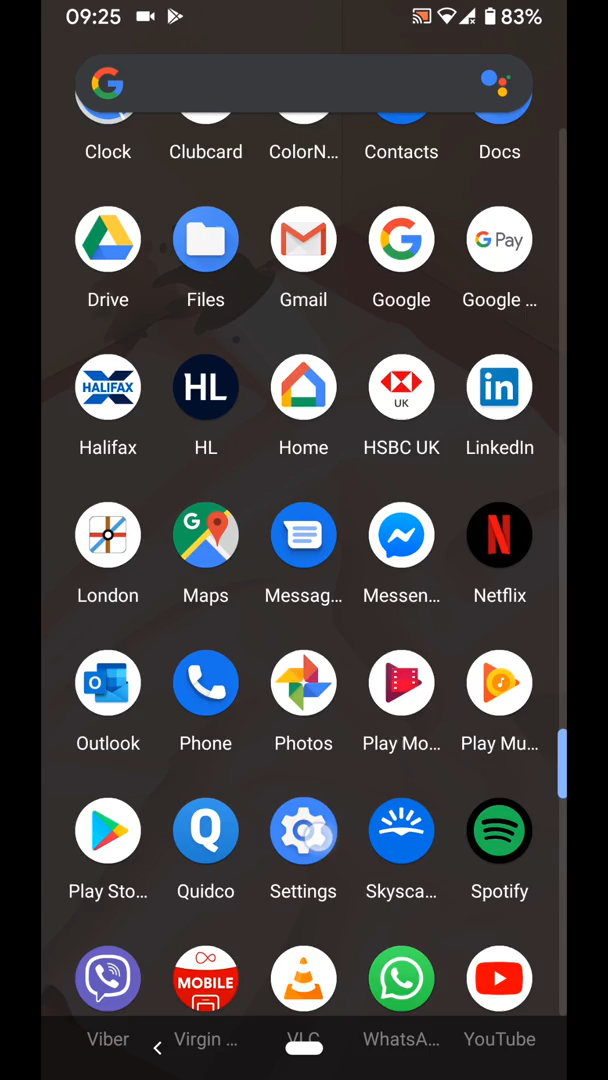 09:25 83%
G
Clock Clubcard ColorN... Contacts Docs
G Pay
Drive Files Gmail Google Google ...
HALIFAX HL UK in
Halifax HL Home HSBC UK LinkedIn
G N
London Maps Messag... Messen... Netflix
O
Outlook Phone Photos Play Mo... Play Mu...
Q
Play Sto... Quidco Settings Skysca... Spotify
MOBILE
Viber Virgin ... VLC WhatsA... YouTube